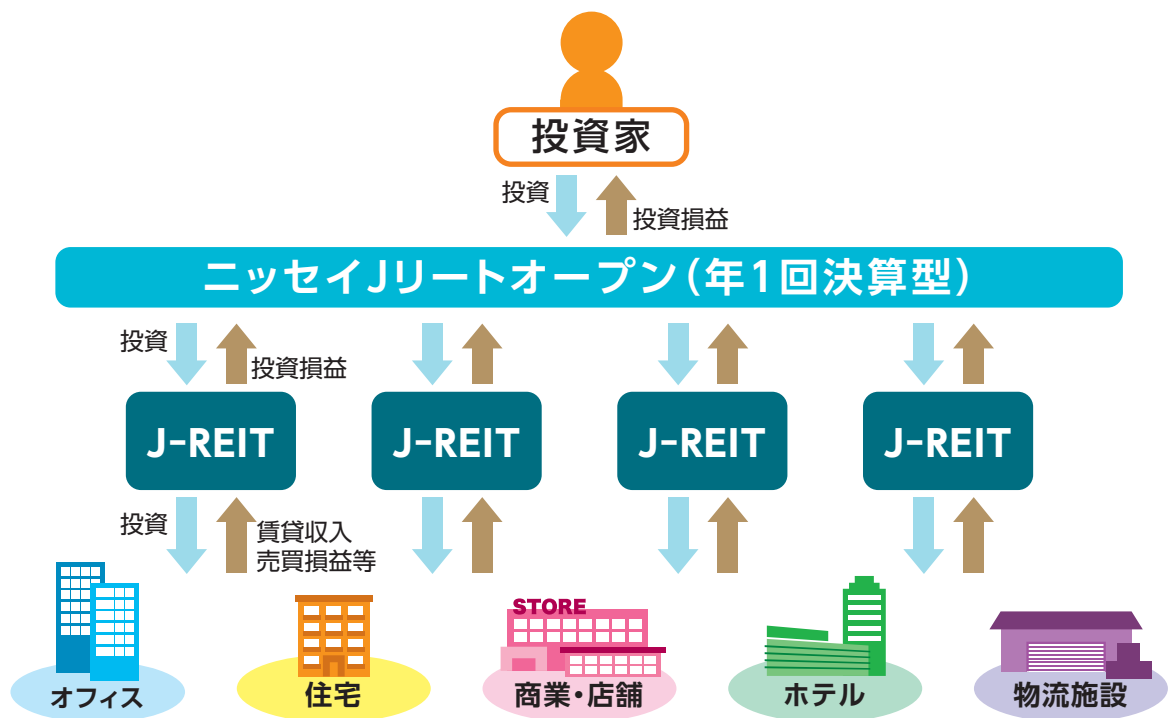 投資家
投資
投資損益
ニッセイJリートオープン(年1回決算型)
投資
投資損益
J-REIT
J-REIT
J-REIT
J-REIT
投資
賃貸収入
売買損益等
STORE
オフィス
住宅
商業・店舗
ホテル
物流施設